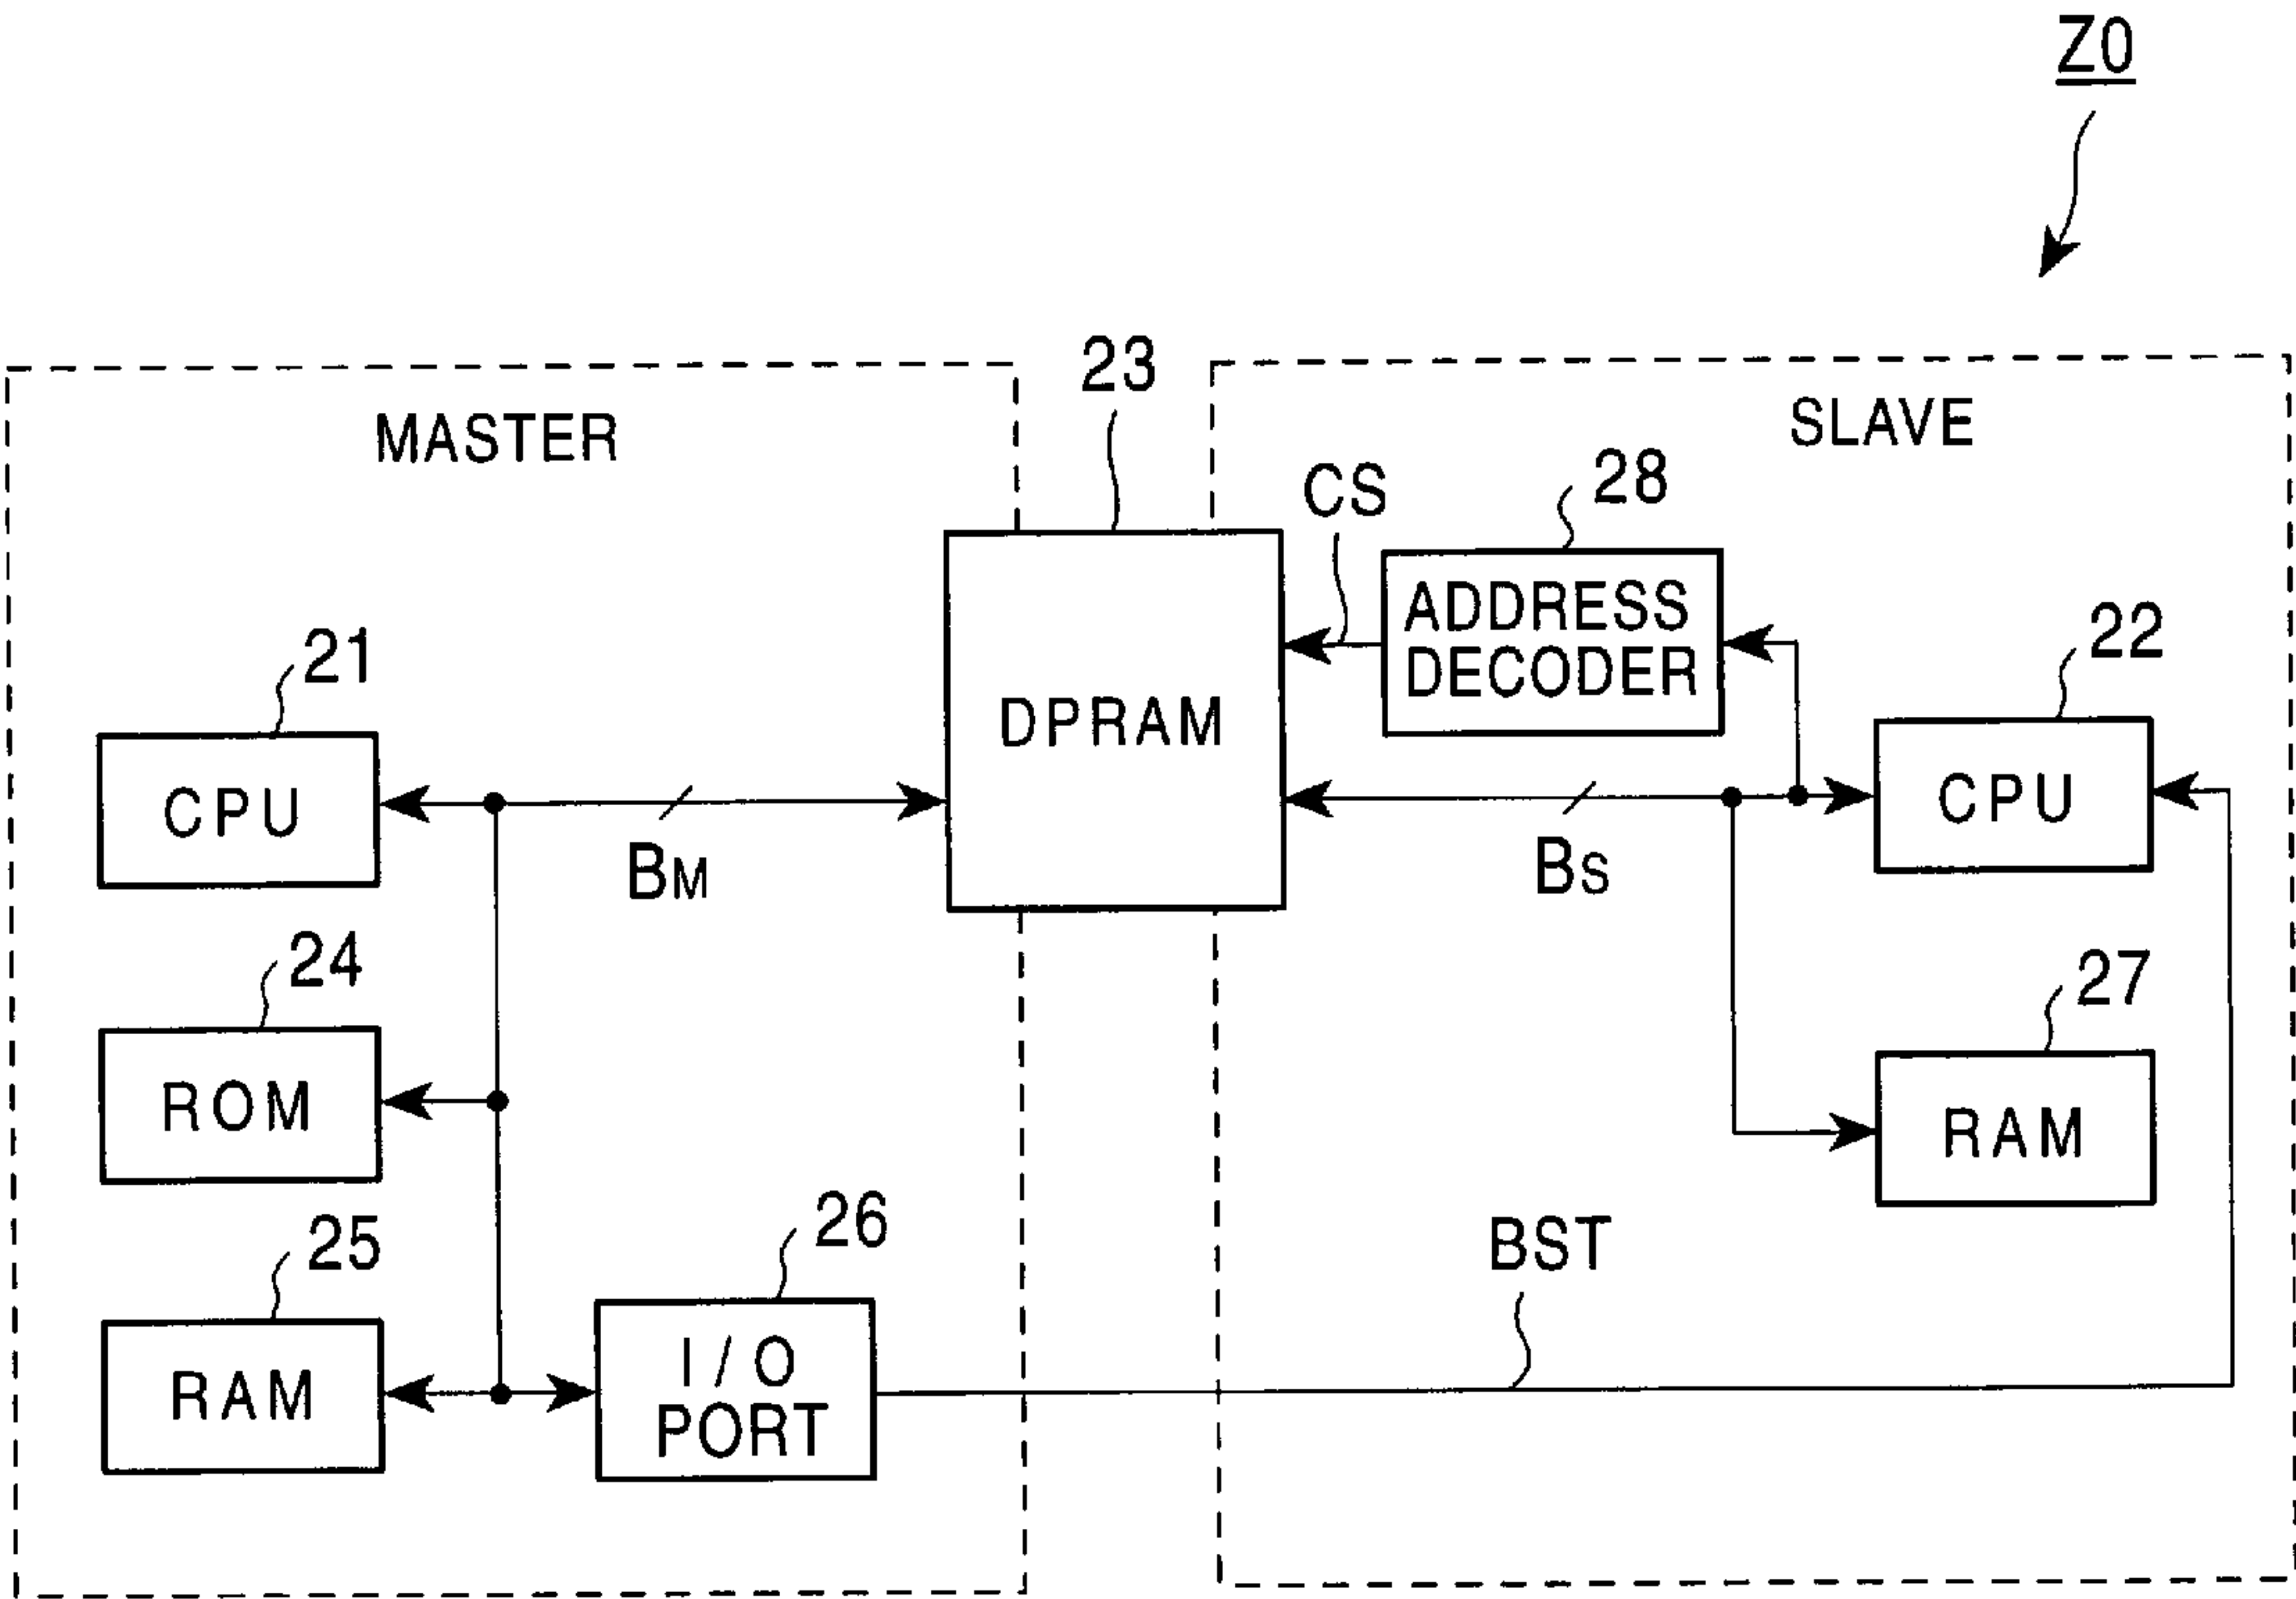 Z0
23
MASTER
SLAVE
CS
28
ADDRESS
DECODER
21
22
DPRAM
CPU
CPU
BM
BS
24
27
ROM
RAM
25
26
BST
I/O
PORT
RAM